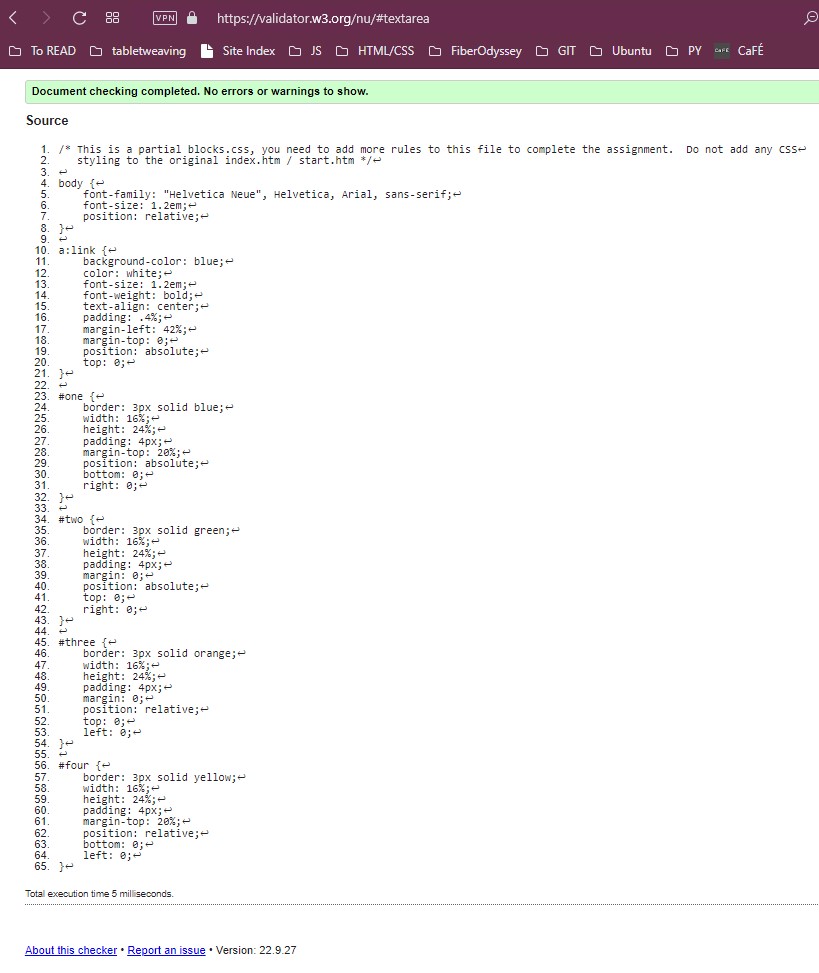 VPN https://validator.w3.org/nu/#textarea
To READ tabletweaving Site Index JS HTML/CSS FiberOdyssey GIT Ubuntu PY CaFÉ CaFÉ
Document checking completed. No errors or warnings to show.
Source
1. /* This is a partial blocks.css, you need to add more rules to this file to complete the assignment.  Do not add any CSS↩
2. styling to the original index.htm / start.htm */↩
3. ↩
4. body {↩
5. font-family: "Helvetica Neue", Helvetica, Arial, sans-serif;↩
6. font-size: 1.2em;↩
7. position: relative;↩
8. }↩
9. ↩
10. a:link {↩
11. background-color: blue;↩
12. color: white;↩
13. font-size: 1.2em;↩
14. font-weight: bold;↩
15. text-align: center;↩
16. padding: .4%;↩
17. margin-left: 42%;↩
18. margin-top: 0;↩
19. position: absolute;↩
20. top: 0;↩
21. }↩
22. ↩
23. #one {↩
24. border: 3px solid blue;↩
25. width: 16%;↩
26. height: 24%;↩
27. padding: 4px;↩
28. margin-top: 20%;↩
29. position: absolute;↩
30. bottom: 0;↩
31. right: 0;↩
32. }↩
33. ↩
34. #two {↩
35. border: 3px solid green;↩
36. width: 16%;↩
37. height: 24%;↩
38. padding: 4px;↩
39. margin: 0;↩
40. position: absolute;↩
41. top: 0;↩
42. right: 0;↩
43. }↩
44. ↩
45. #three {↩
46. border: 3px solid orange;↩
47. width: 16%;↩
48. height: 24%;↩
49. padding: 4px;↩
50. margin: 0;↩
51. position: relative;↩
52. top: 0;↩
53. left: 0;↩
54. }↩
55. ↩
56. #four {↩
57. border: 3px solid yellow;↩
58. width: 16%;↩
59. height: 24%;↩
60. padding: 4px;↩
61. margin-top: 20%;↩
62. position: relative;↩
63. bottom: 0;↩
64. left: 0;↩
65. }↩
Total execution time 5 milliseconds.
About this checker • Report an issue • Version: 22.9.27